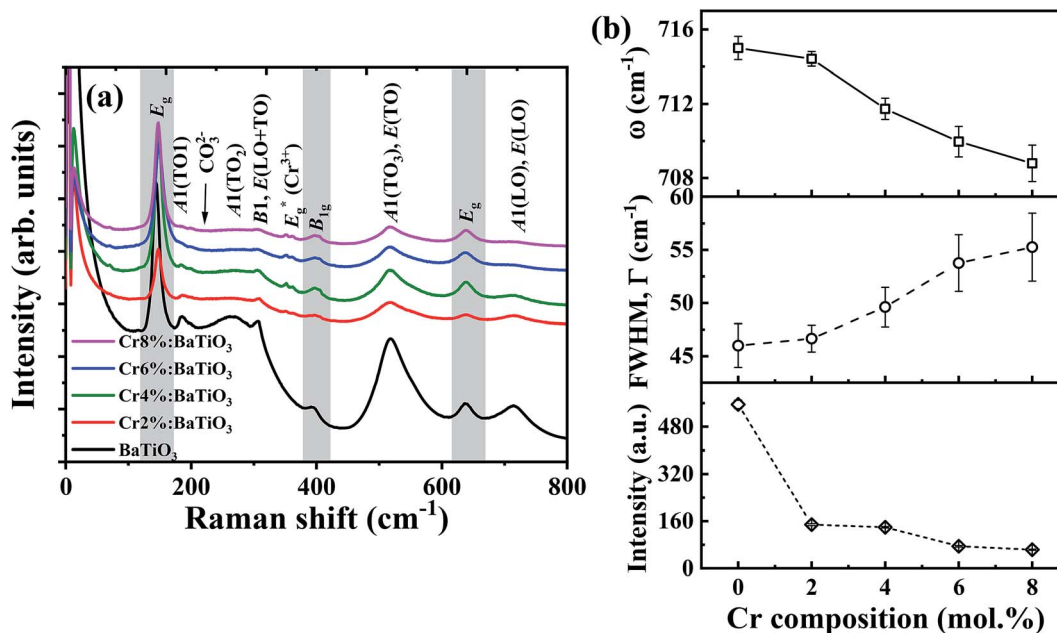 (a)
Intensity (arb. units)
E_g
A1(TO1)
CO₃²⁻
A1(TO₂)
B1, E(LO+TO)
E_g* (Cr³⁺)
B₁g
A1(TO₃), E(TO)
E_g
A1(LO), E(LO)
Cr8%:BaTiO₃
Cr6%:BaTiO₃
Cr4%:BaTiO₃
Cr2%:BaTiO₃
BaTiO₃
0 200 400 600 800
Raman shift (cm⁻¹)
(b)
716
712
708
ω (cm⁻¹)
60
55
50
45
FWHM, Γ (cm⁻¹)
480
320
160
0
Intensity (a.u.)
0 2 4 6 8
Cr composition (mol.%)